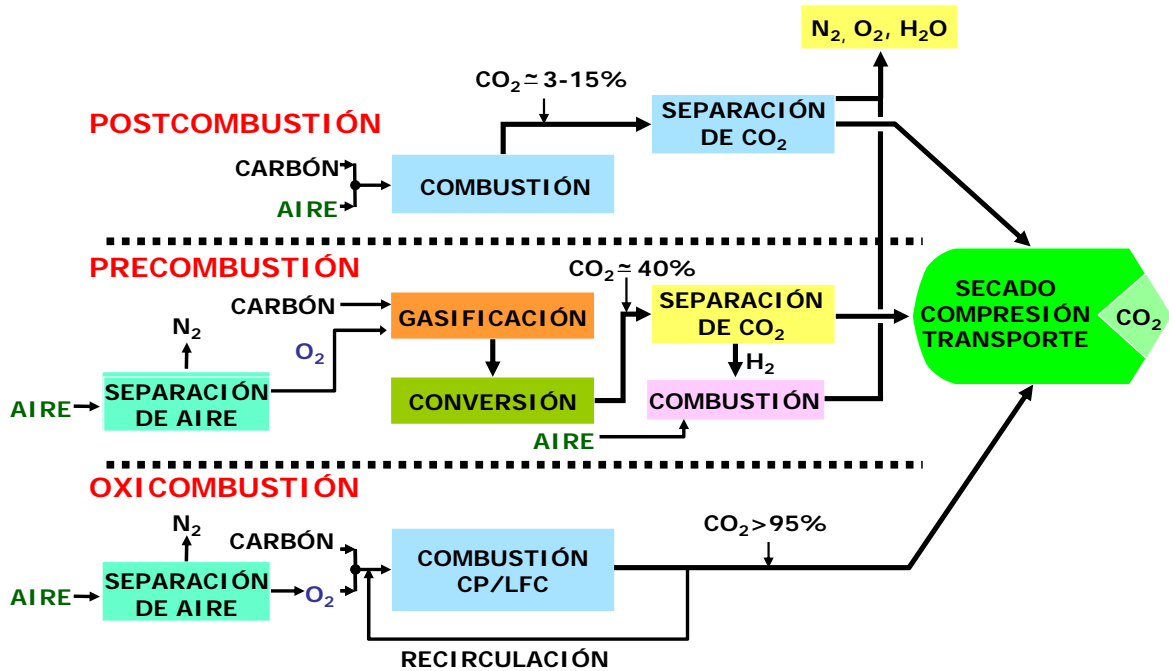 N₂, O₂, H₂O
CO₂≃3-15%
POSTCOMBUSTIÓN
SEPARACIÓN
DE CO₂
CARBÓN
COMBUSTIÓN
AIRE
PRECOMBUSTIÓN
CO₂≃40%
CARBÓN
N₂
GASIFICACIÓN
SEPARACIÓN
DE CO₂
SECADO
COMPRESIÓN
TRANSPORTE
CO₂
O₂
H₂
SEPARACIÓN
DE AIRE
AIRE
CONVERSIÓN
COMBUSTIÓN
AIRE
OXICOMBUSTIÓN
N₂
CARBÓN
CO₂>95%
COMBUSTIÓN
CP/LFC
SEPARACIÓN
DE AIRE
AIRE
O₂
RECIRCULACIÓN